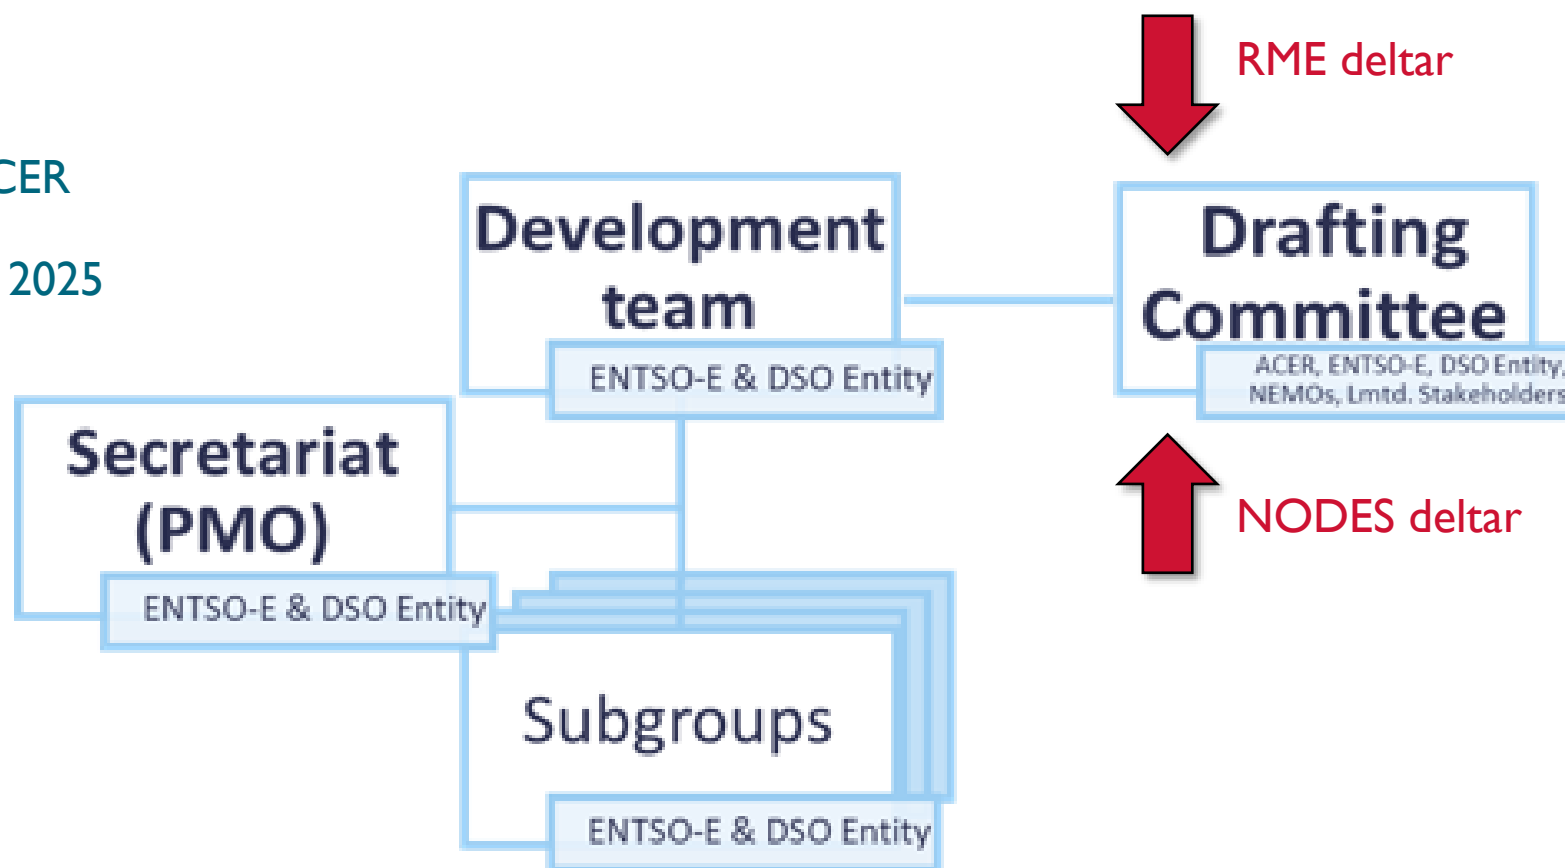 RME deltar
CER
2025
Development
team
ENTSO-E & DSO Entity
Drafting
Committee
ACER, ENTSO-E, DSO Entity,
NEMOs, Lmtd. Stakeholders
Secretariat
(PMO)
ENTSO-E & DSO Entity
NODES deltar
Subgroups
ENTSO-E & DSO Entity